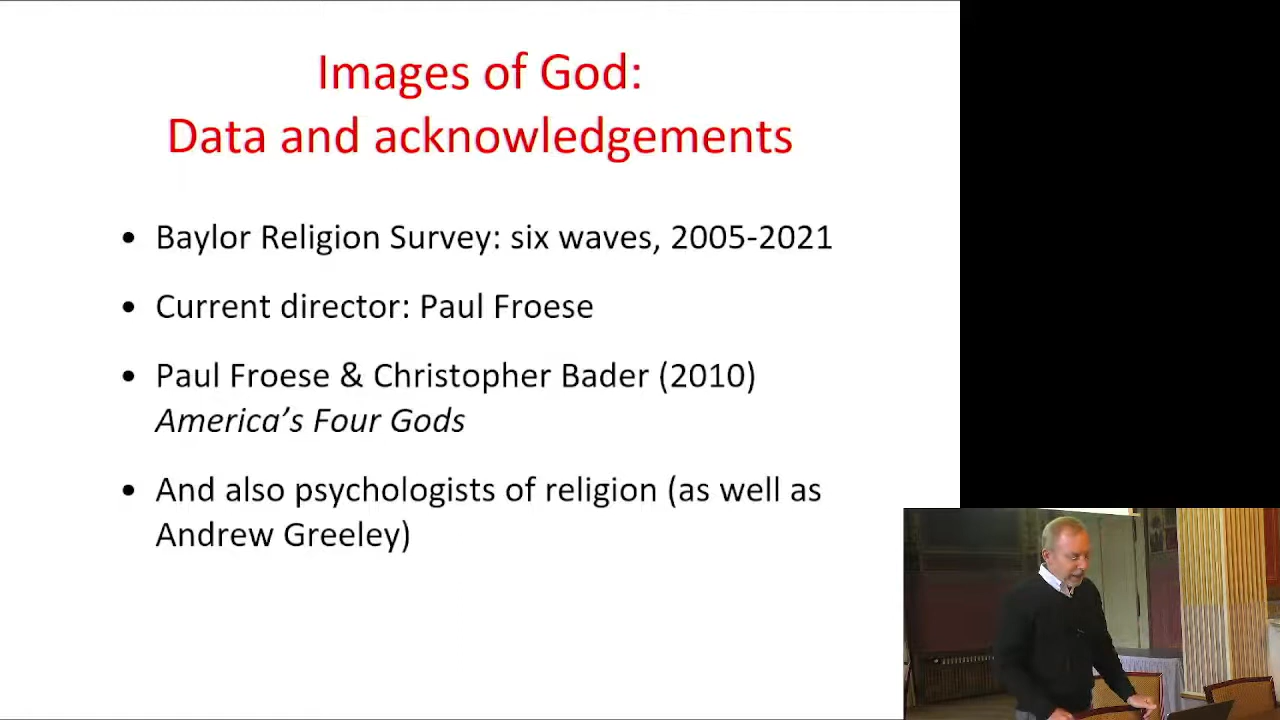 Images of God:
Data and acknowledgements
• Baylor Religion Survey: six waves, 2005-2021
• Current director: Paul Froese
• Paul Froese & Christopher Bader (2010)
America’s Four Gods
• And also psychologists of religion (as well as
Andrew Greeley)